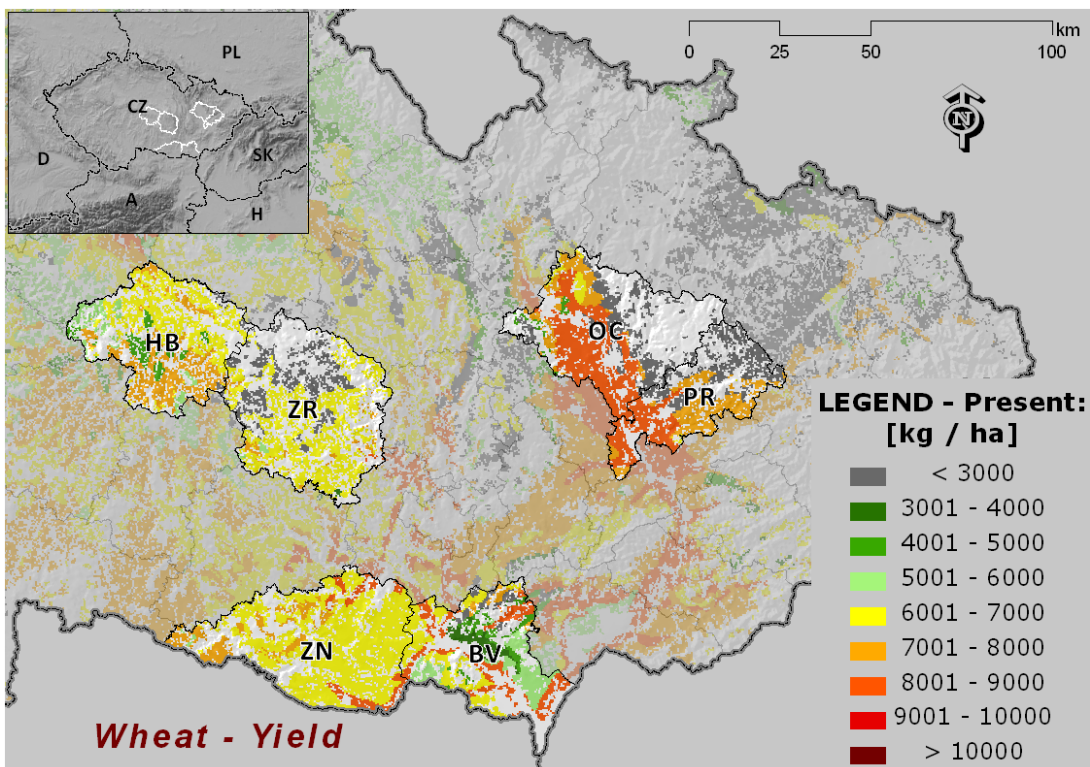 PL
CZ
D
SK
A
H
km
0 25 50 100
N
HB
OC
ZR
PR
ZN
BV
LEGEND - Present:
[kg / ha]
< 3000
3001 - 4000
4001 - 5000
5001 - 6000
6001 - 7000
7001 - 8000
8001 - 9000
9001 - 10000
> 10000
Wheat - Yield